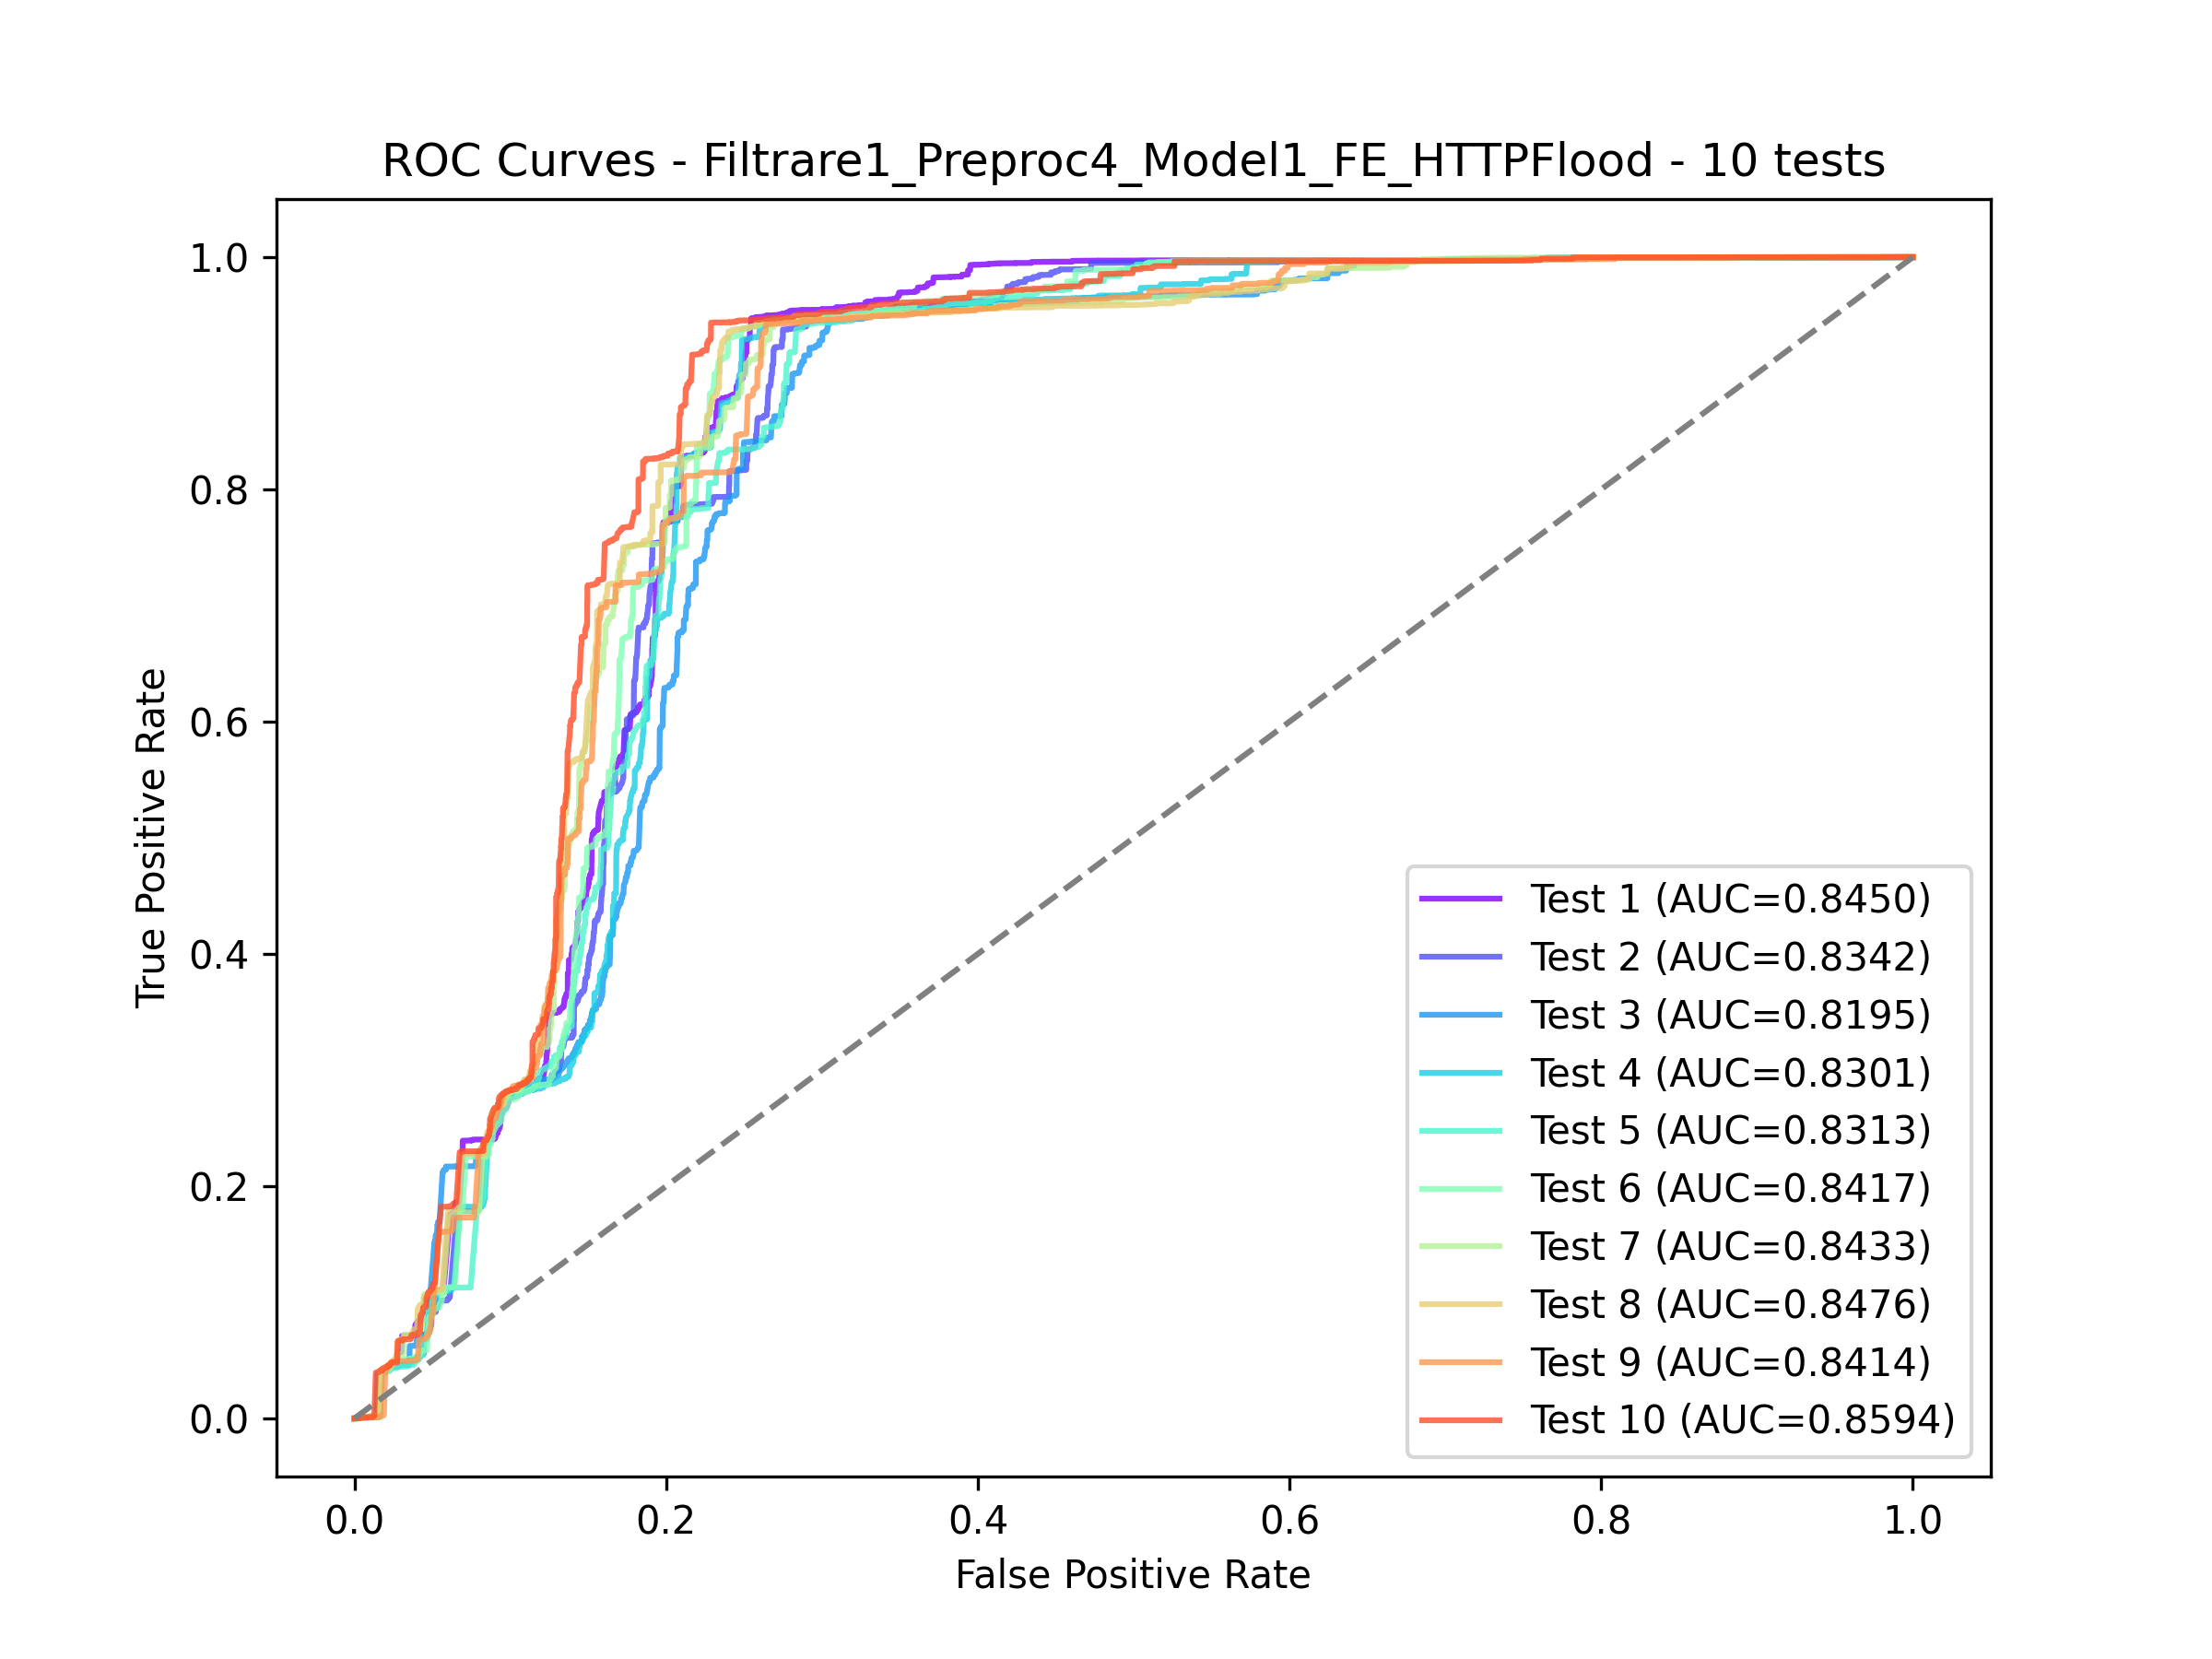 ROC Curves - Filtrare1_Preproc4_Model1_FE_HTTPFlood - 10 tests
True Positive Rate
1.0
0.8
0.6
0.4
0.2
0.0
Test 1 (AUC=0.8450)
Test 2 (AUC=0.8342)
Test 3 (AUC=0.8195)
Test 4 (AUC=0.8301)
Test 5 (AUC=0.8313)
Test 6 (AUC=0.8417)
Test 7 (AUC=0.8433)
Test 8 (AUC=0.8476)
Test 9 (AUC=0.8414)
Test 10 (AUC=0.8594)
0.0 0.2 0.4 0.6 0.8 1.0
False Positive Rate